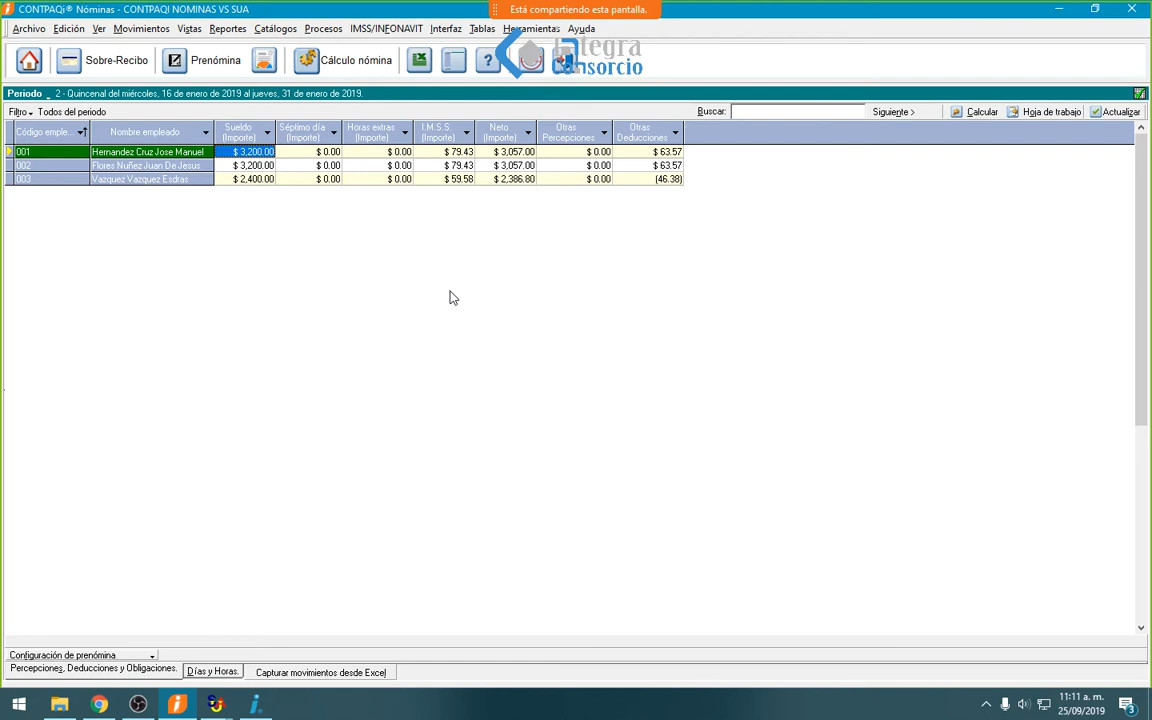 CONTPAQi® Nóminas - CONTPAQI NOMINAS VS SUA
Está compartiendo esta pantalla.
Archivo Edición Ver Movimientos Vistas Reportes Catálogos Procesos IMSS/INFONAVIT Interfaz Tablas Herramientas Ayuda
Sobre-Recibo Prenómina Cálculo nómina
Integra
Consorcio
Periodo 2 - Quincenal del miércoles, 16 de enero de 2019 al jueves, 31 de enero de 2019.
Filtro Todos del periodo Buscar: Siguiente > Calcular Hoja de trabajo Actualizar
Código emple... Nombre empleado Sueldo (Importe) Séptimo día (Importe) Horas extras (Importe) I.M.S.S. (Importe) Neto (Importe) Otras Percepciones Otras Deducciones
001 Hernandez Cruz Jose Manuel $ 3,200.00 $ 0.00 $ 0.00 $ 79.43 $ 3,057.00 $ 0.00 $ 63.57
002 Flores Nuñez Juan De Jesus $ 3,200.00 $ 0.00 $ 0.00 $ 79.43 $ 3,057.00 $ 0.00 $ 63.57
003 Vazquez Vazquez Esdras $ 2,400.00 $ 0.00 $ 0.00 $ 59.58 $ 2,386.80 $ 0.00 (46.38)
Configuración de prenómina
Percepciones, Deducciones y Obligaciones. Días y Horas. Capturar movimientos desde Excel
11:11 a. m.
25/09/2019
3